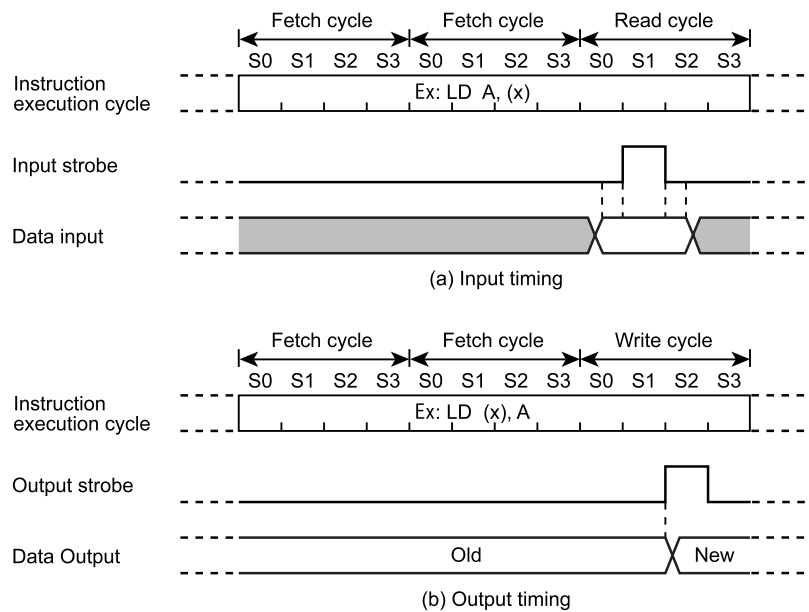 Fetch cycle Fetch cycle Read cycle
S0 S1 S2 S3 S0 S1 S2 S3 S0 S1 S2 S3
Instruction
execution cycle
Ex: LD A, (x)
Input strobe
Data input
(a) Input timing
Fetch cycle Fetch cycle Write cycle
S0 S1 S2 S3 S0 S1 S2 S3 S0 S1 S2 S3
Instruction
execution cycle
Ex: LD (x), A
Output strobe
Data Output
Old New
(b) Output timing